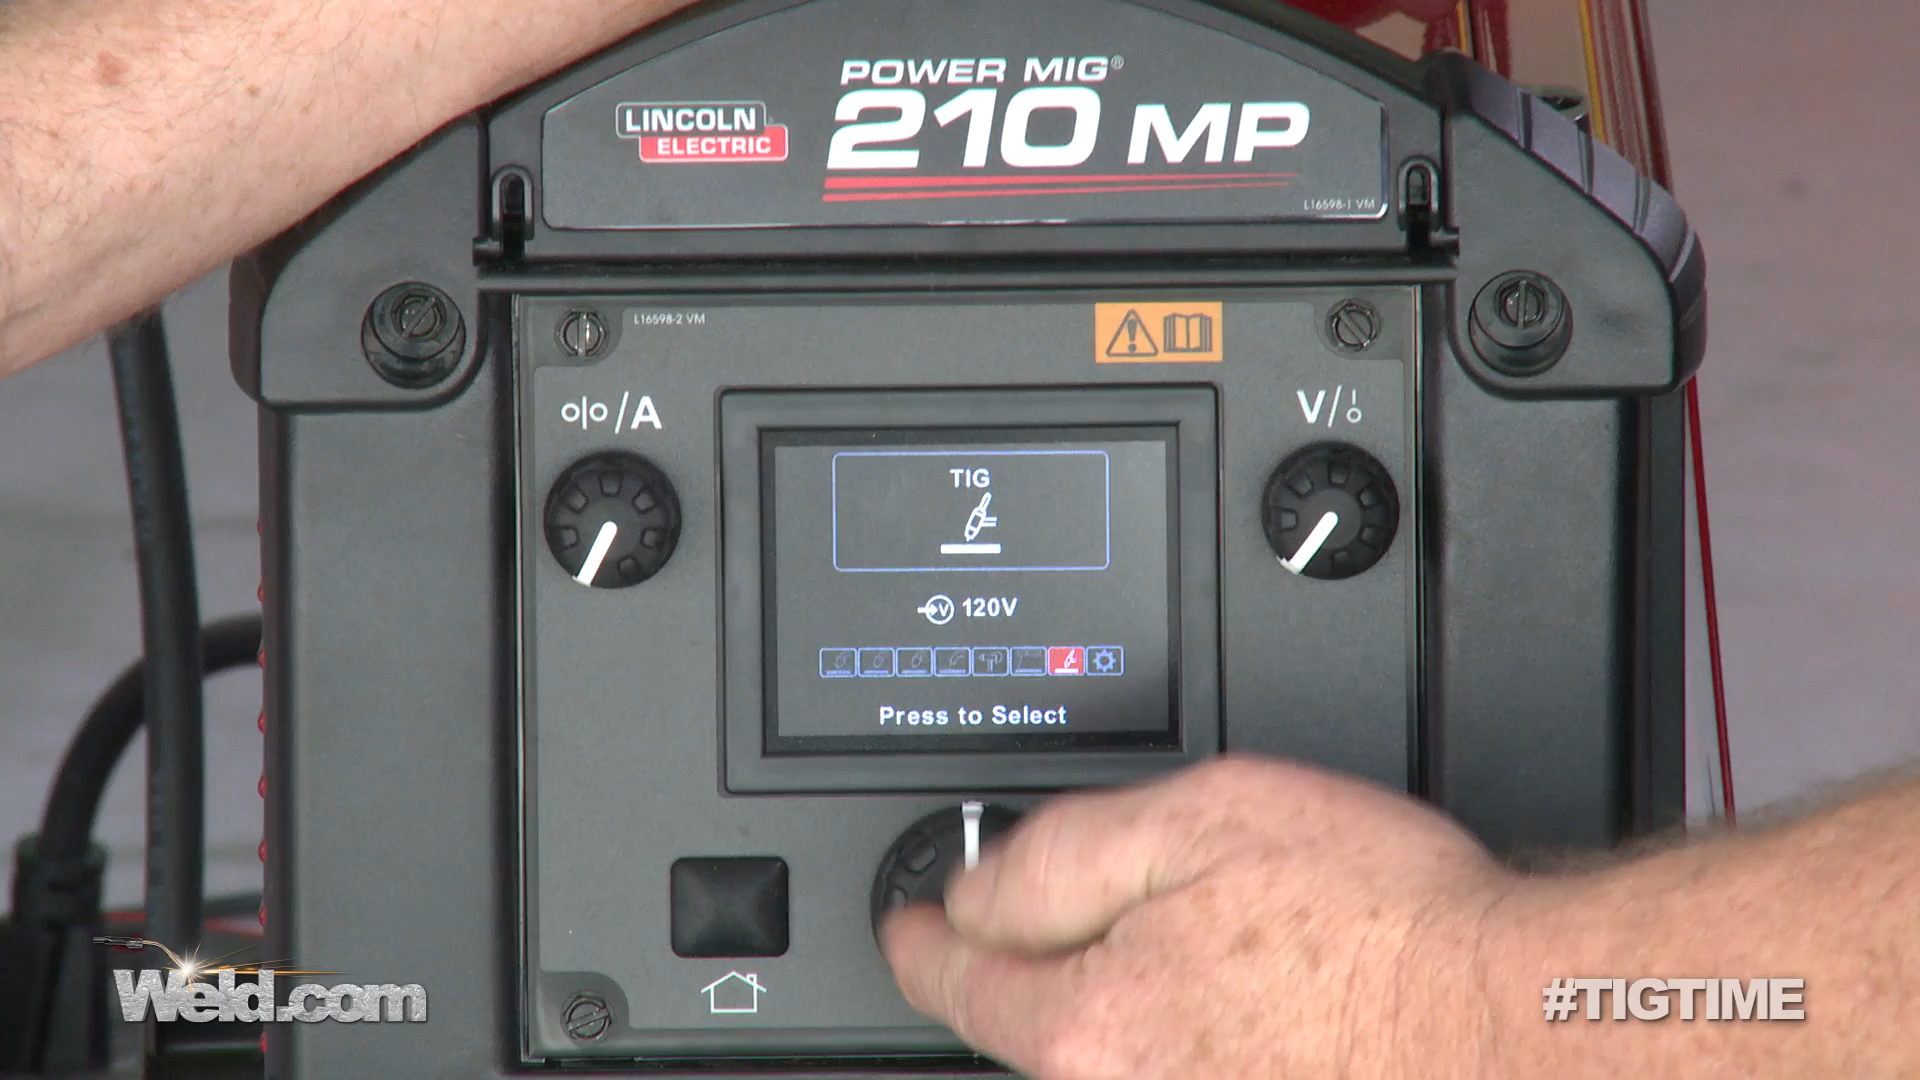 POWER MIG®
210 MP
LINCOLN
ELECTRIC
L16598-1 VM
L16598-2 VM
o|o/A
V/
TIG
V 120V
Press to Select
Weld.com
#TIGTIME